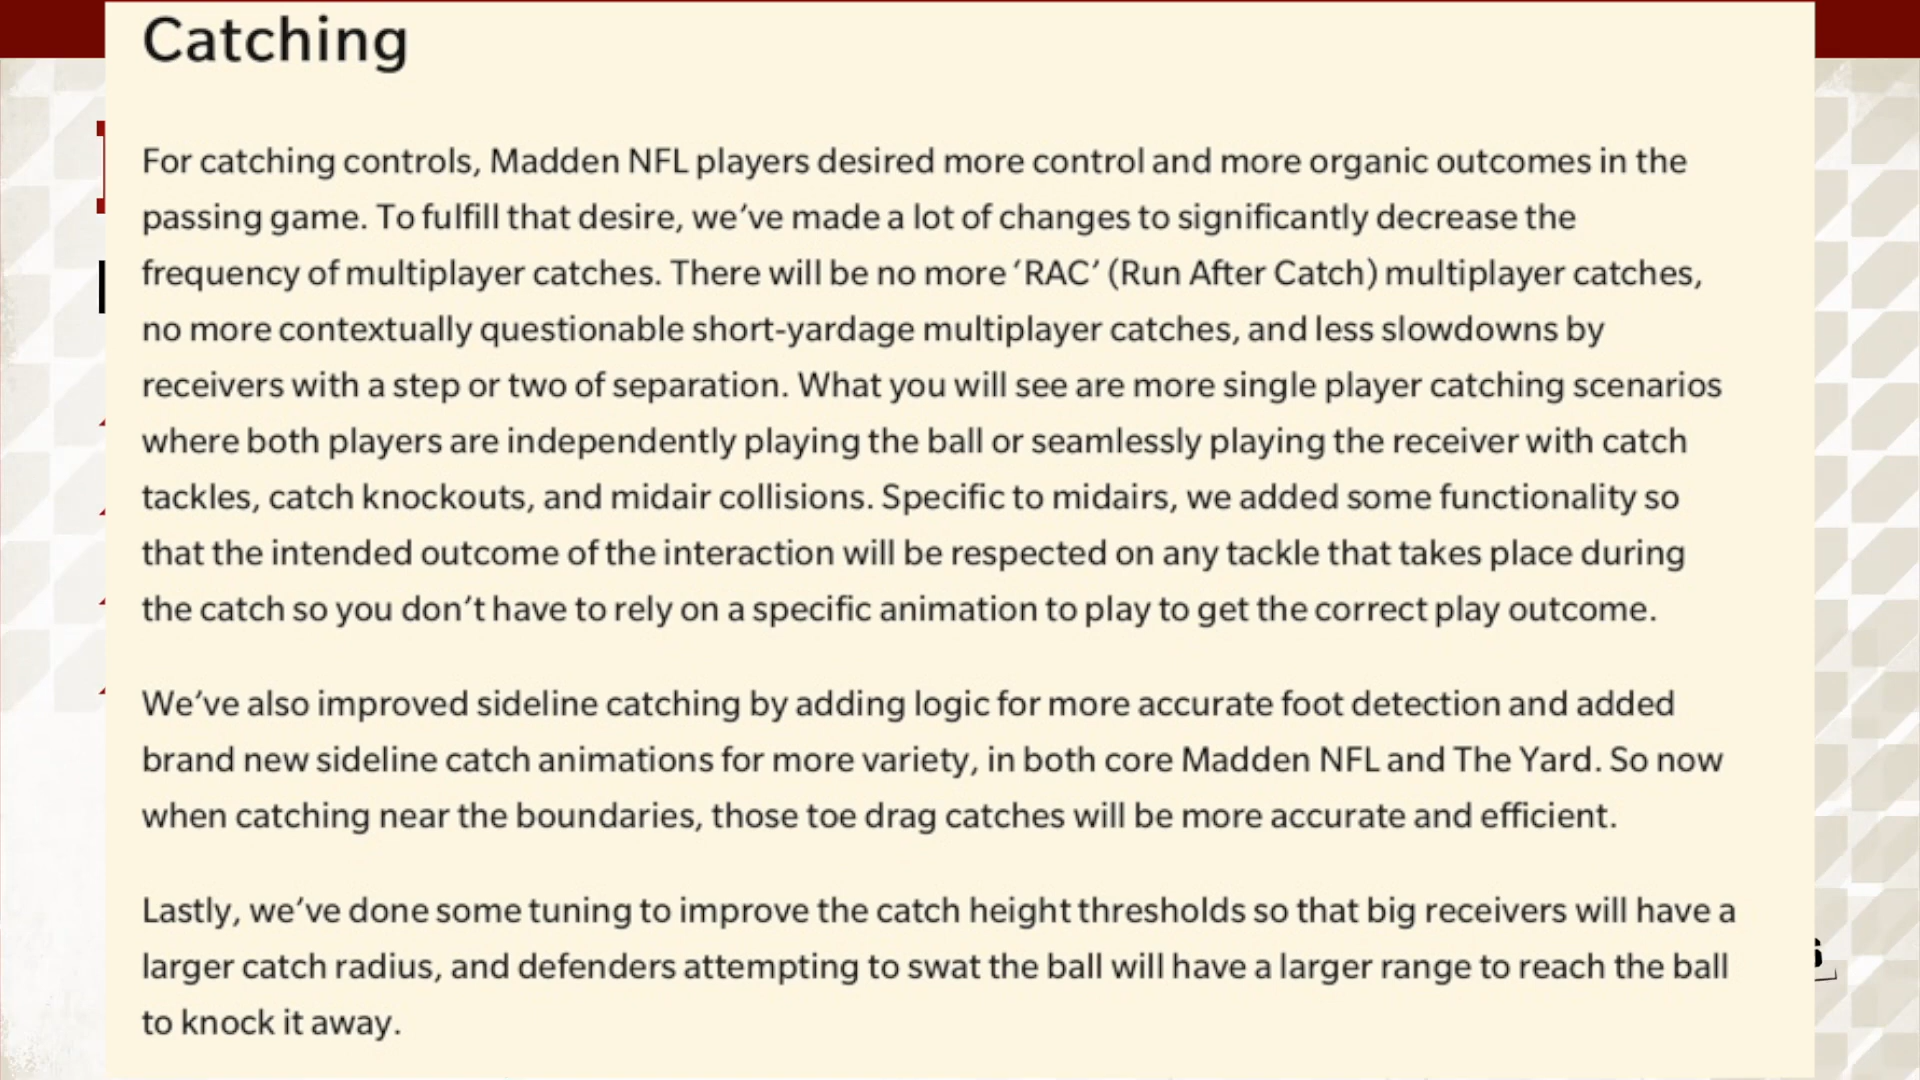 Catching
For catching controls, Madden NFL players desired more control and more organic outcomes in the
passing game. To fulfill that desire, we’ve made a lot of changes to significantly decrease the
frequency of multiplayer catches. There will be no more ‘RAC’ (Run After Catch) multiplayer catches,
no more contextually questionable short-yardage multiplayer catches, and less slowdowns by
receivers with a step or two of separation. What you will see are more single player catching scenarios
where both players are independently playing the ball or seamlessly playing the receiver with catch
tackles, catch knockouts, and midair collisions. Specific to midairs, we added some functionality so
that the intended outcome of the interaction will be respected on any tackle that takes place during
the catch so you don’t have to rely on a specific animation to play to get the correct play outcome.
We’ve also improved sideline catching by adding logic for more accurate foot detection and added
brand new sideline catch animations for more variety, in both core Madden NFL and The Yard. So now
when catching near the boundaries, those toe drag catches will be more accurate and efficient.
Lastly, we’ve done some tuning to improve the catch height thresholds so that big receivers will have a
larger catch radius, and defenders attempting to swat the ball will have a larger range to reach the ball
to knock it away.